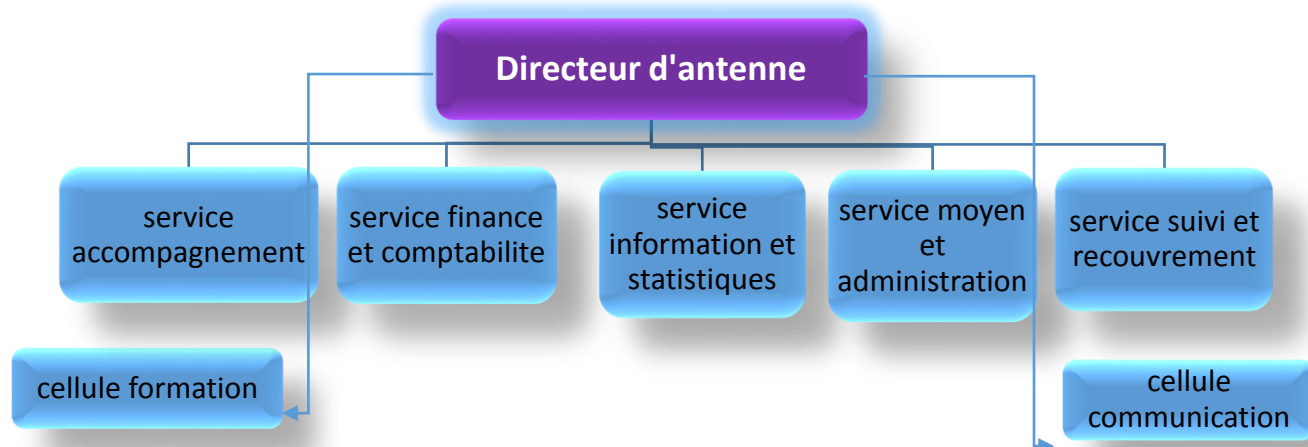 Directeur d'antenne
service
accompagnement
service finance
et comptabilite
service
information et
statistiques
service moyen
et
administration
service suivi et
recouvrement
cellule formation
cellule
communication